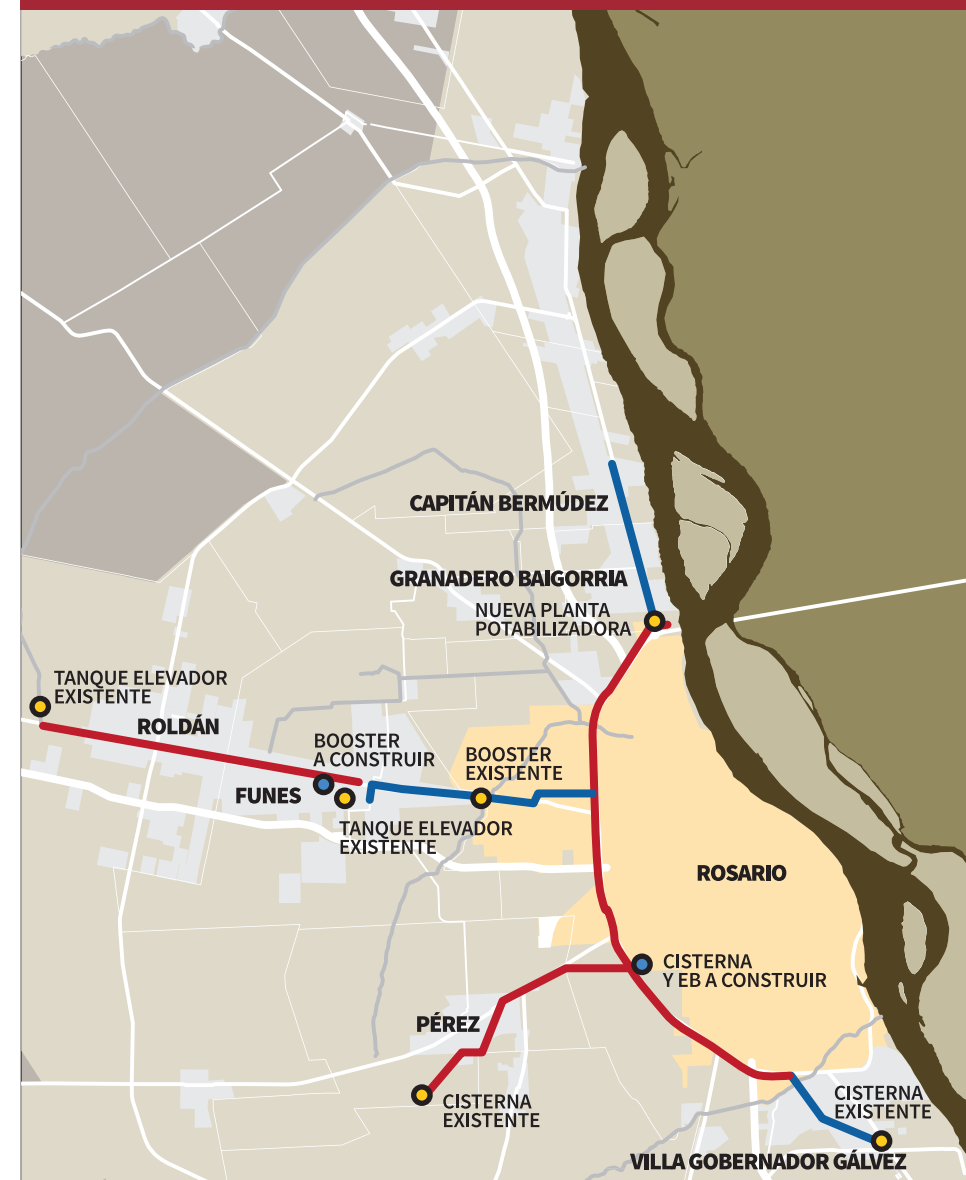 CAPITÁN BERMÚDEZ
GRANADERO BAIGORRIA
NUEVA PLANTA
POTABILIZADORA
TANQUE ELEVADOR
EXISTENTE
ROLDÁN
BOOSTER
A CONSTRUIR
BOOSTER
EXISTENTE
FUNES
TANQUE ELEVADOR
EXISTENTE
ROSARIO
CISTERNA
Y EB A CONSTRUIR
PÉREZ
CISTERNA
EXISTENTE
CISTERNA
EXISTENTE
VILLA GOBERNADOR GÁLVEZ